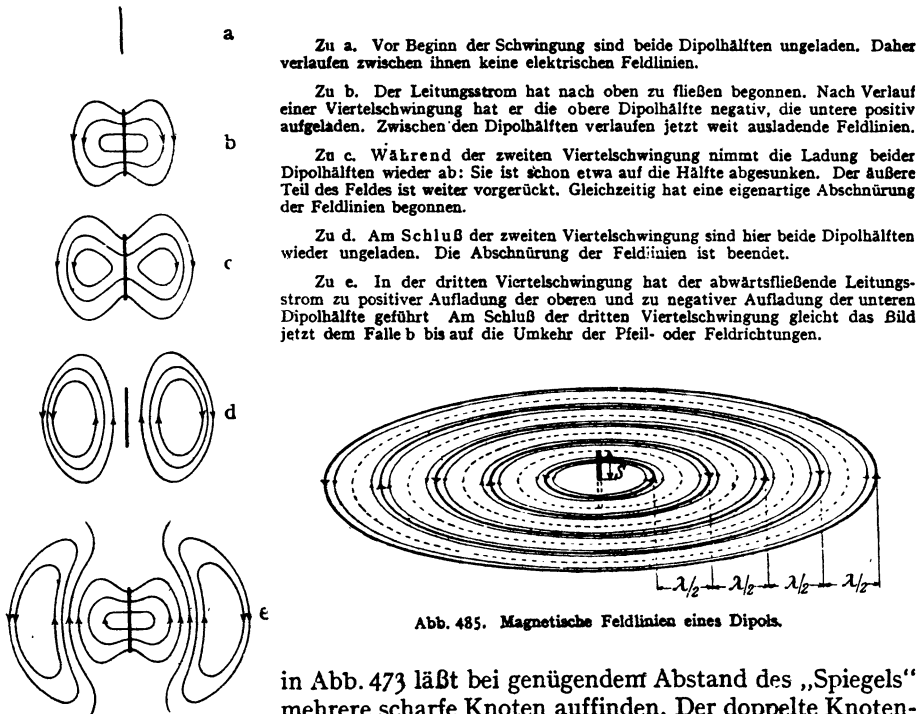 a
Zu a. Vor Beginn der Schwingung sind beide Dipolhälften ungeladen. Daher
verlaufen zwischen ihnen keine elektrischen Feldlinien.
Zu b. Der Leitungsstrom hat nach oben zu fließen begonnen. Nach Verlauf
einer Viertelschwingung hat er die obere Dipolhälfte negativ, die untere positiv
aufgeladen. Zwischen den Dipolhälften verlaufen jetzt weit ausladende Feldlinien.
b
Zu c. Während der zweiten Viertelschwingung nimmt die Ladung beider
Dipolhälften wieder ab: Sie ist schon etwa auf die Hälfte abgesunken. Der äußere
Teil des Feldes ist weiter vorgerückt. Gleichzeitig hat eine eigenartige Abschnürung
der Feldlinien begonnen.
c
Zu d. Am Schluß der zweiten Viertelschwingung sind hier beide Dipolhälften
wieder ungeladen. Die Abschnürung der Feldlinien ist beendet.
Zu e. In der dritten Viertelschwingung hat der abwärtsfließende Leitungs-
strom zu positiver Aufladung der oberen und zu negativer Aufladung der unteren
Dipolhälfte geführt Am Schluß der dritten Viertelschwingung gleicht das Bild
jetzt dem Falle b bis auf die Umkehr der Pfeil- oder Feldrichtungen.
d
λ/2 λ/2 λ/2 λ/2
e
Abb. 485. Magnetische Feldlinien eines Dipols.
in Abb. 473 läßt bei genügendem Abstand des „Spiegels“
mehrere scharfe Knoten auffinden. Der doppelte Knoten-